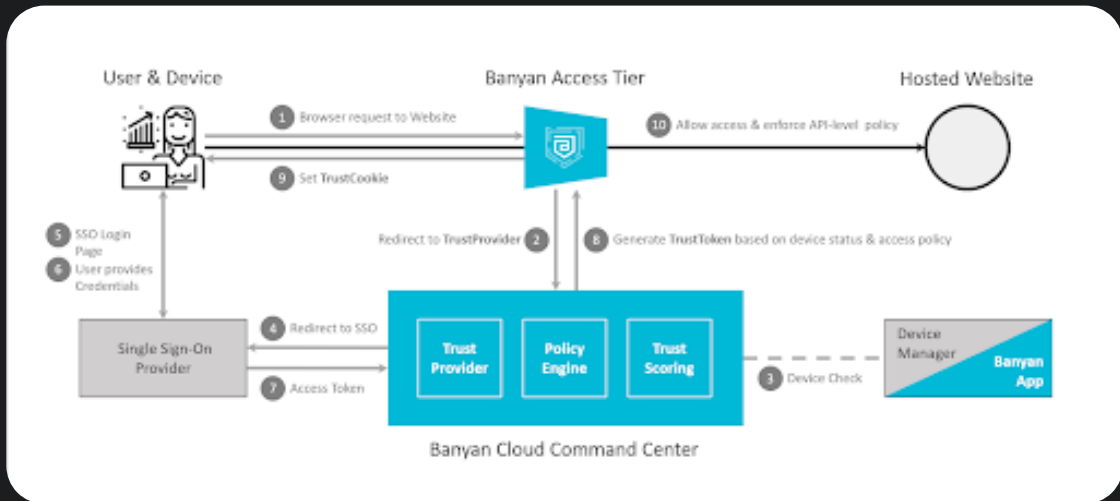 User & Device
Banyan Access Tier
Hosted Website
1 Browser request to Website
10 Allow access & enforce API-level policy
9 Set TrustCookie
5 SSO Login
Page
6 User provides
Credentials
Redirect to TrustProvider 2
8 Generate TrustToken based on device status & access policy
Single Sign-On
Provider
4 Redirect to SSO
7 Access Token
Trust
Provider
Policy
Engine
Trust
Scoring
3 Device Check
Device
Manager
Banyan
App
Banyan Cloud Command Center